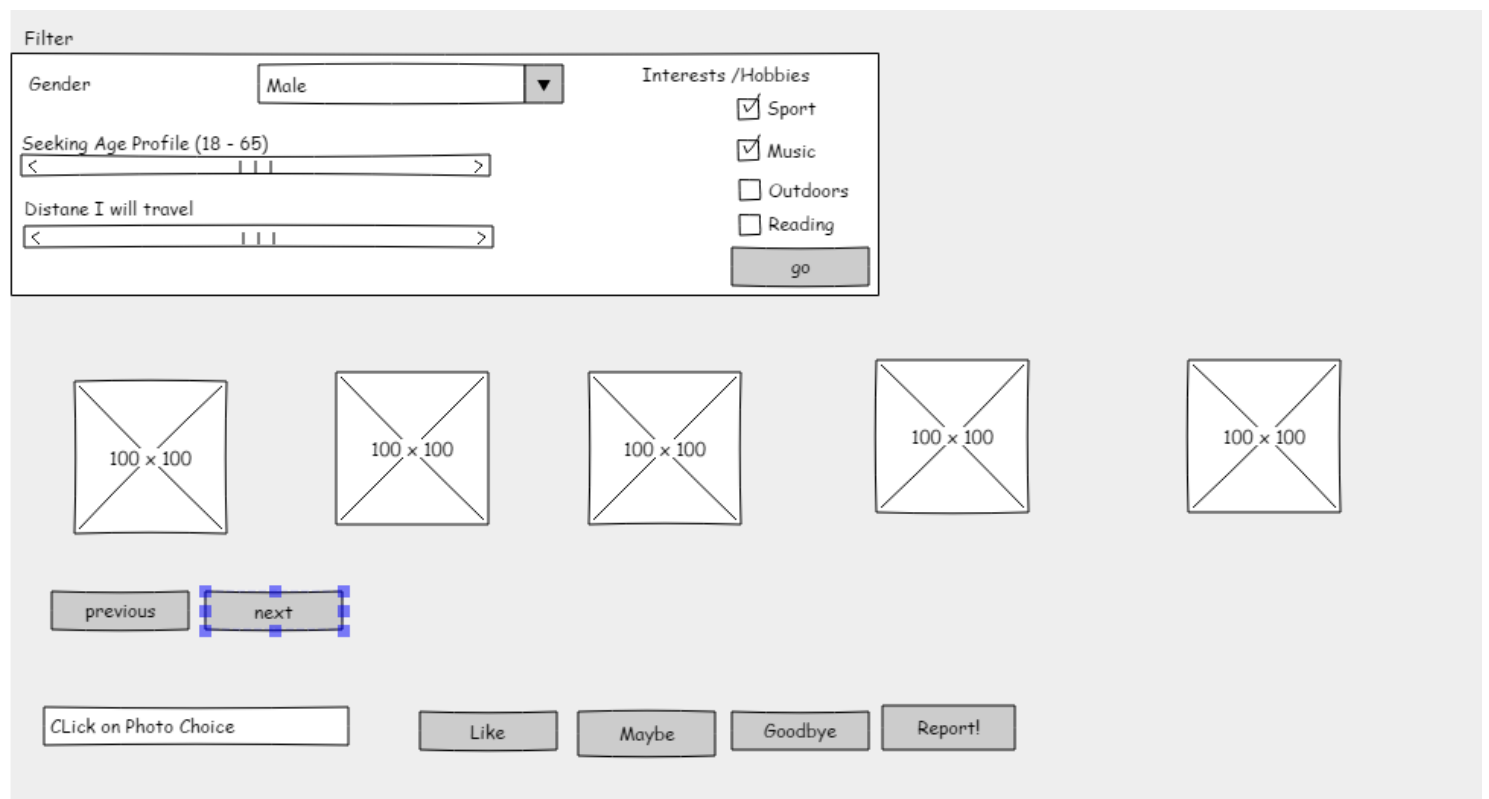 Filter
Gender
Male
Interests /Hobbies
Sport
Seeking Age Profile (18 - 65)
Music
Outdoors
Distane I will travel
Reading
go
100 x 100
100 x 100
100 x 100
100 x 100
100 x 100
previous
next
CLick on Photo Choice
Like
Maybe
Goodbye
Report!